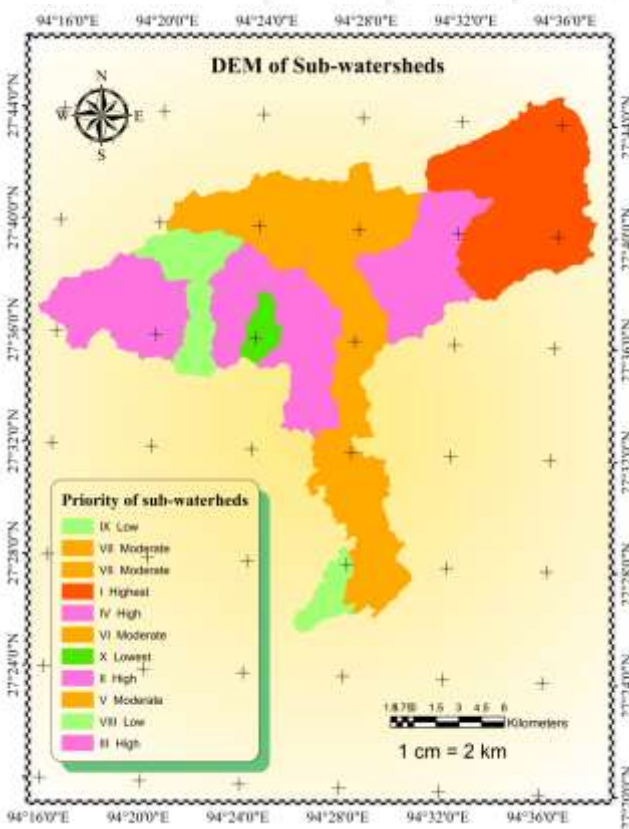 94°16'0"E 94°20'0"E 94°24'0"E 94°28'0"E 94°32'0"E 94°36'0"E
DEM of Sub-watersheds
N
W E
S
27°44'0"N
27°40'0"N
27°36'0"N
27°32'0"N
27°28'0"N
27°24'0"N
Priority of sub-waterheds
IX Low
VII Moderate
VII Moderate
I Highest
IV High
VI Moderate
X Lowest
II High
V Moderate
VIII Low
III High
1.5 3 4.5 6
Kilometers
1 cm = 2 km
94°16'0"E 94°20'0"E 94°24'0"E 94°28'0"E 94°32'0"E 94°36'0"E